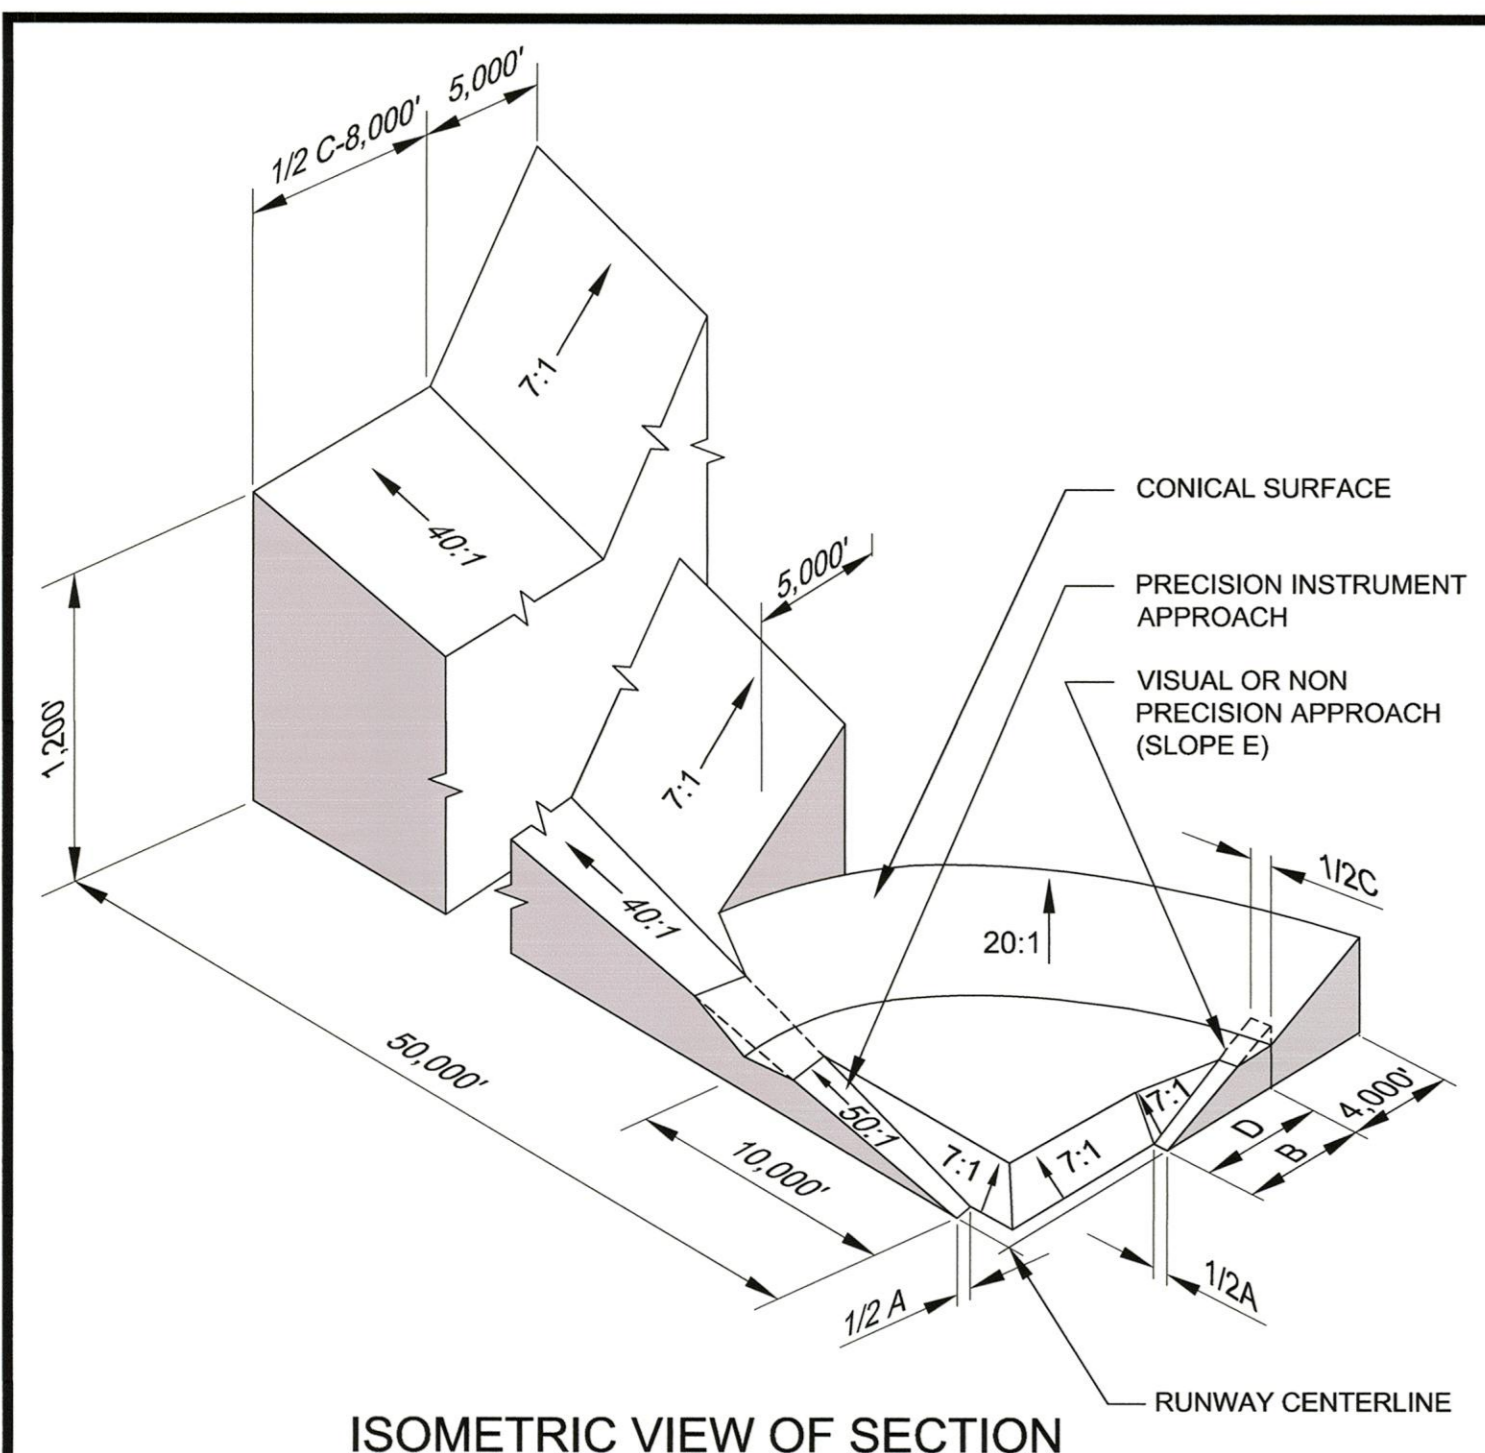 5,000'
1/2 C-8,000'
7:1
40:1
CONICAL SURFACE
5,000'
PRECISION INSTRUMENT
APPROACH
VISUAL OR NON
PRECISION APPROACH
(SLOPE E)
1,200'
7:1
1/2C
40:1
20:1
50,000'
50:1
7:1
4,000'
10,000'
7:1
7:1
D
B
1/2 A
1/2A
RUNWAY CENTERLINE
ISOMETRIC VIEW OF SECTION